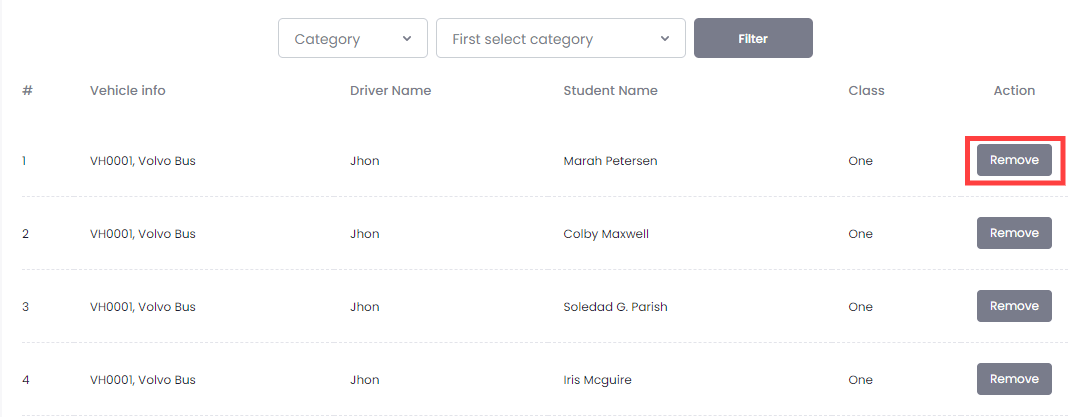 Category First select category Filter
# Vehicle info Driver Name Student Name Class Action
1 VH0001, Volvo Bus Jhon Marah Petersen One Remove
2 VH0001, Volvo Bus Jhon Colby Maxwell One Remove
3 VH0001, Volvo Bus Jhon Soledad G. Parish One Remove
4 VH0001, Volvo Bus Jhon Iris Mcguire One Remove